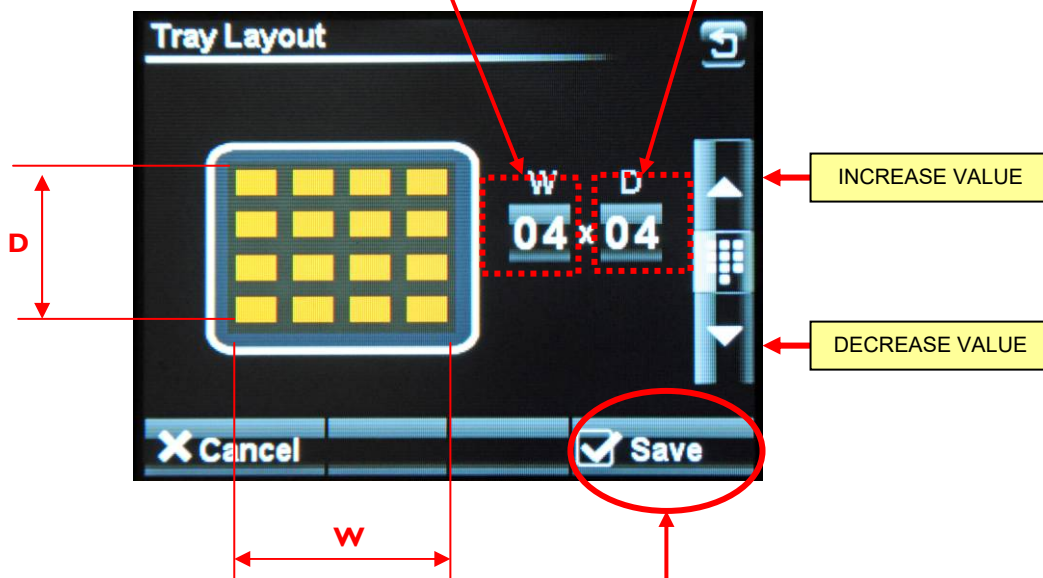 Tray Layout
W D
04 x 04
INCREASE VALUE
D
DECREASE VALUE
Cancel
Save
W